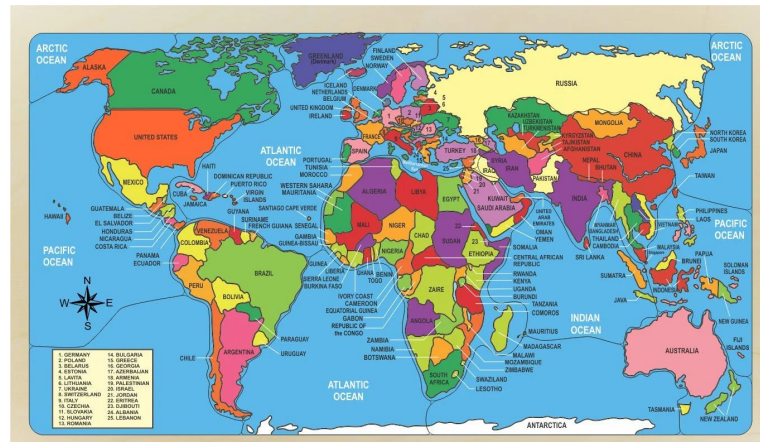 ARCTIC
OCEAN
ALASKA
CANADA
GREENLAND
(Denmark)
ICELAND
NETHERLANDS
BELGIUM
UNITED KINGDOM
IRELAND
FINLAND
SWEDEN
NORWAY
DENMARK
RUSSIA
ARCTIC
OCEAN
UNITED STATES
MEXICO
HAWAII
CUBA
JAMAICA
HAITI
DOMINICAN REPUBLIC
PUERTO RICO
VIRGIN
ISLANDS
GUATEMALA
BELIZE
EL SALVADOR
HONDURAS
NICARAGUA
COSTA RICA
PANAMA
ECUADOR
PACIFIC
OCEAN
ATLANTIC
OCEAN
VENEZUELA
GUYANA
SURINAME
FRENCH GUIANA
COLOMBIA
BRAZIL
PERU
BOLIVIA
PARAGUAY
URUGUAY
ARGENTINA
CHILE
N
W
E
S
FRANCE
SPAIN
PORTUGAL
TUNISIA
MOROCCO
WESTERN SAHARA
MAURITANIA
SANTIAGO CAPE VERDE
SENEGAL
GAMBIA
GUINEA-BISSAU
GUINEA
LIBERIA
SIERRA LEONE
BURKINA FASO
ALGERIA
LIBYA
EGYPT
MALI
NIGER
CHAD
SUDAN
NIGERIA
GHANA
BENIN
TOGO
ETHIOPIA
IVORY COAST
CAMEROON
EQUATORIAL GUINEA
GABON
REPUBLIC OF
the CONGO
ZAIRE
ANGOLA
ZAMBIA
NAMIBIA
BOTSWANA
SOUTH
AFRICA
SOMALIA
CENTRAL AFRICAN
REPUBLIC
RWANDA
KENYA
UGANDA
BURUNDI
TANZANIA
COMOROS
MAURITIUS
MADAGASCAR
MALAWI
MOZAMBIQUE
ZIMBABWE
SWAZILAND
LESOTHO
TURKEY
SYRIA
IRAQ
IRAN
KUWAIT
SAUDI ARABIA
UNITED
ARAB
EMIRATES
OMAN
YEMEN
KAZAKHSTAN
UZBEKISTAN
TURKMENISTAN
KYRGYZSTAN
TAJIKISTAN
AFGHANISTAN
PAKISTAN
INDIA
NEPAL
BHUTAN
MONGOLIA
CHINA
NORTH KOREA
SOUTH KOREA
JAPAN
TAIWAN
MYANMAR
BANGLADESH
THAILAND
CAMBODIA
SRI LANKA
PHILIPPINES
LAOS
VIETNAM
MALAYSIA
BRUNEI
SUMATRA
INDONESIA
JAVA
PAPUA
NEW GUINEA
SOLOMON
ISLANDS
PACIFIC
OCEAN
INDIAN
OCEAN
AUSTRALIA
FIJI
ISLANDS
TASMANIA
NEW ZEALAND
ATLANTIC
OCEAN
ANTARCTICA
1. GERMANY
2. POLAND
3. BELARUS
4. ESTONIA
5. LAVITA
6. LITHUANIA
7. UKRAINE
8. SWITZERLAND
9. ITALY
10. CZECHIA
11. SLOVAKIA
12. HUNGARY
13. ROMANIA
14. BULGARIA
15. GREECE
16. GEORGIA
17. AZERBAIJAN
18. ARMENIA
19. PALESTINIAN
20. ISRAEL
21. JORDAN
22. ERITREA
23. DJIBOUTI
24. ALBANIA
25. LEBANON